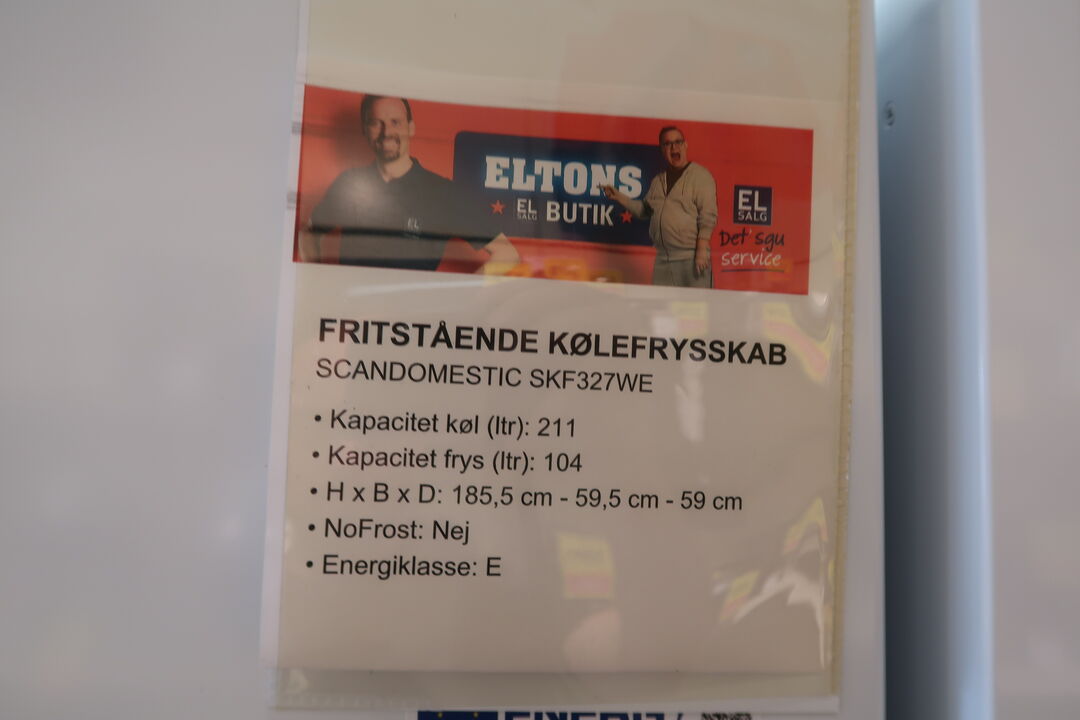 ELTONS
EL SALG BUTIK
EL
SALG
Det' sgu
service
EL
FRITSTÅENDE KØLEFRYSSKAB
SCANDOMESTIC SKF327WE
• Kapacitet køl (ltr): 211
• Kapacitet frys (ltr): 104
• H x B x D: 185,5 cm - 59,5 cm - 59 cm
• NoFrost: Nej
• Energiklasse: E